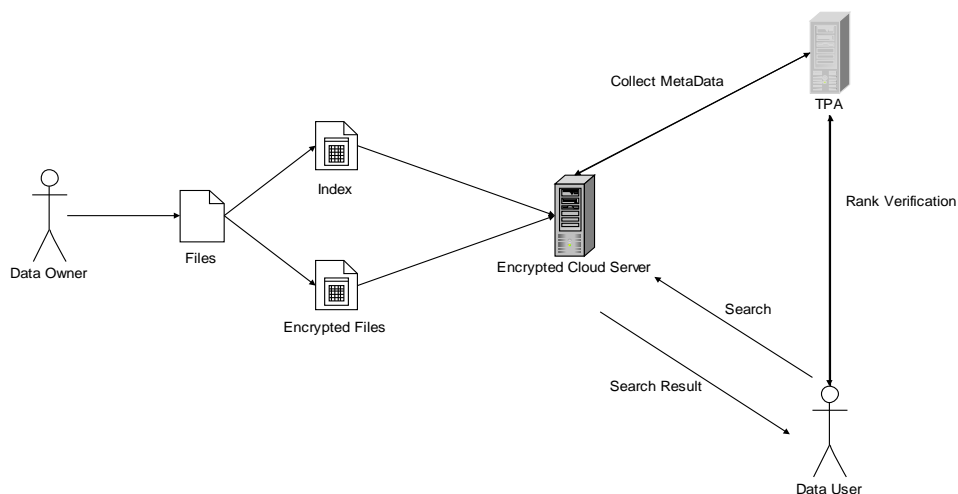 Collect MetaData
TPA
Index
Rank Verification
Files
Encrypted Cloud Server
Data Owner
Encrypted Files
Search
Search Result
Data User